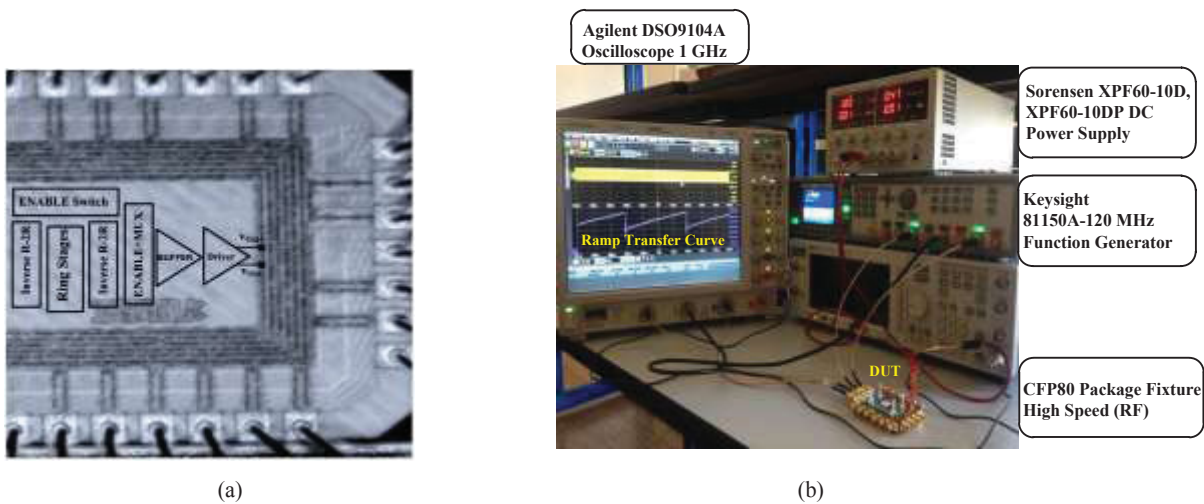 Agilent DSO9104A
Oscilloscope 1 GHz
ENABLE Switch
Inverse R-2R
Ring Stages
Inverse R-2R
ENABLE+MUX
BUFFER
Driver
Ramp Transfer Curve
DUT
Sorensen XPF60-10D,
XPF60-10DP DC
Power Supply
Keysight
81150A-120 MHz
Function Generator
CFP80 Package Fixture
High Speed (RF)
(a)
(b)